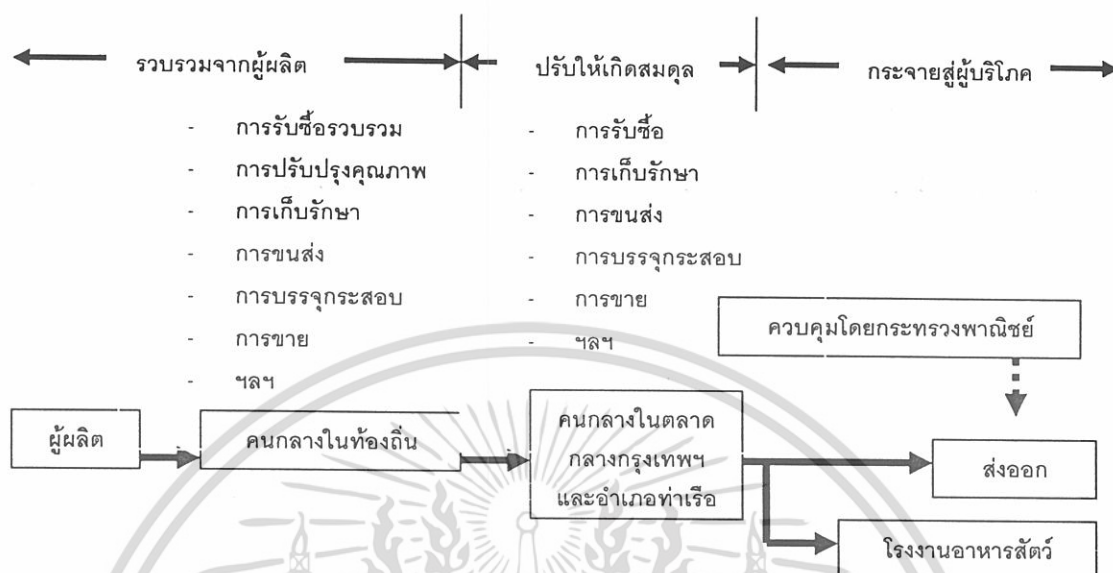 รวบรวมจากผู้ผลิต
ปรับให้เกิดสมดุล
กระจายสู่ผู้บริโภค
- การรับซื้อรวบรวม
- การปรับปรุงคุณภาพ
- การเก็บรักษา
- การขนส่ง
- การบรรจุกระสอบ
- การขาย
- ฯลฯ
- การรับซื้อ
- การเก็บรักษา
- การขนส่ง
- การบรรจุกระสอบ
- การขาย
- ฯลฯ
ควบคุมโดยกระทรวงพาณิชย์
ผู้ผลิต
คนกลางในท้องถิ่น
คนกลางในตลาด
กลางกรุงเทพฯ
และอำเภอท่าเรือ
ส่งออก
โรงงานอาหารสัตว์